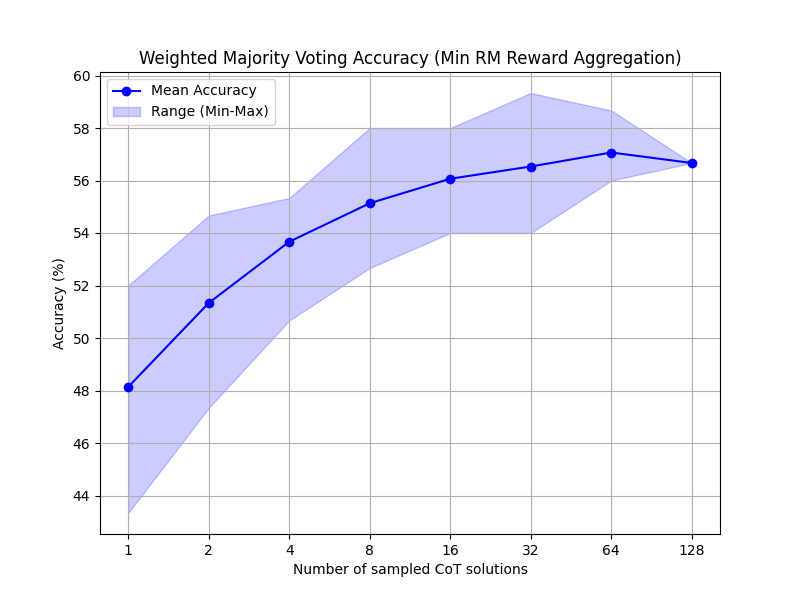 Weighted Majority Voting Accuracy (Min RM Reward Aggregation)
Mean Accuracy
Range (Min-Max)
Accuracy (%)
60
58
56
54
52
50
48
46
44
1 2 4 8 16 32 64 128
Number of sampled CoT solutions